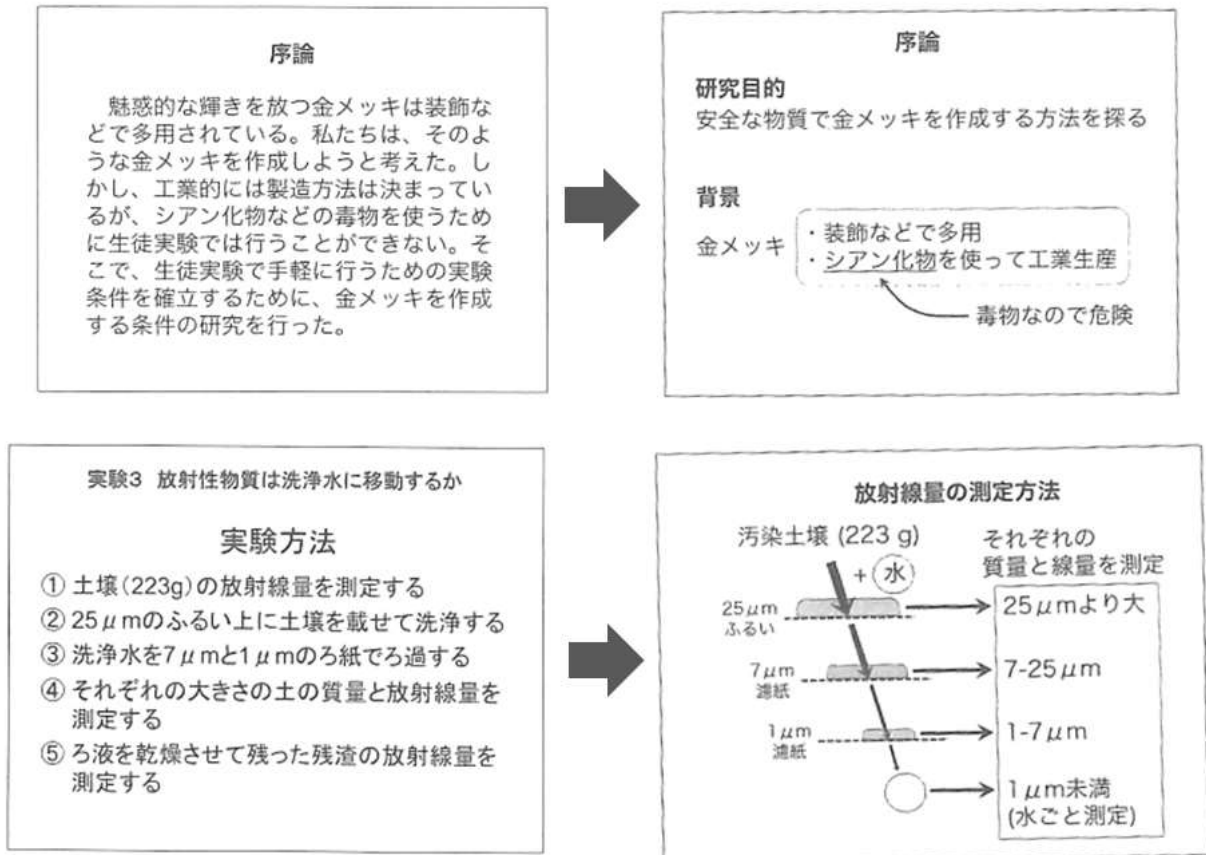 序論
魅惑的な輝きを放つ金メッキは装飾な
どで多用されている。私たちは、そのよ
うな金メッキを作成しようと考えた。し
かし、工業的には製造方法は決まってい
るが、シアン化物などの毒物を使うため
に生徒実験では行うことができない。そ
こで、生徒実験で手軽に行うための実験
条件を確立するために、金メッキを作成
する条件の研究を行った。
序論
研究目的
安全な物質で金メッキを作成する方法を探る
背景
金メッキ
・装飾などで多用
・シアン化物を使って工業生産
毒物なので危険
実験3 放射性物質は洗浄水に移動するか
実験方法
① 土壌(223g)の放射線量を測定する
② 25μmのふるい上に土壌を載せて洗浄する
③ 洗浄水を7μmと1μmのろ紙でろ過する
④ それぞれの大きさの土の質量と放射線量を
測定する
⑤ ろ液を乾燥させて残った残渣の放射線量を
測定する
放射線量の測定方法
汚染土壌 (223 g)
+ 水
それぞれの
質量と線量を測定
25μm
ふるい
25μmより大
7μm
濾紙
7-25μm
1μm
濾紙
1-7μm
1μm未満
(水ごと測定)